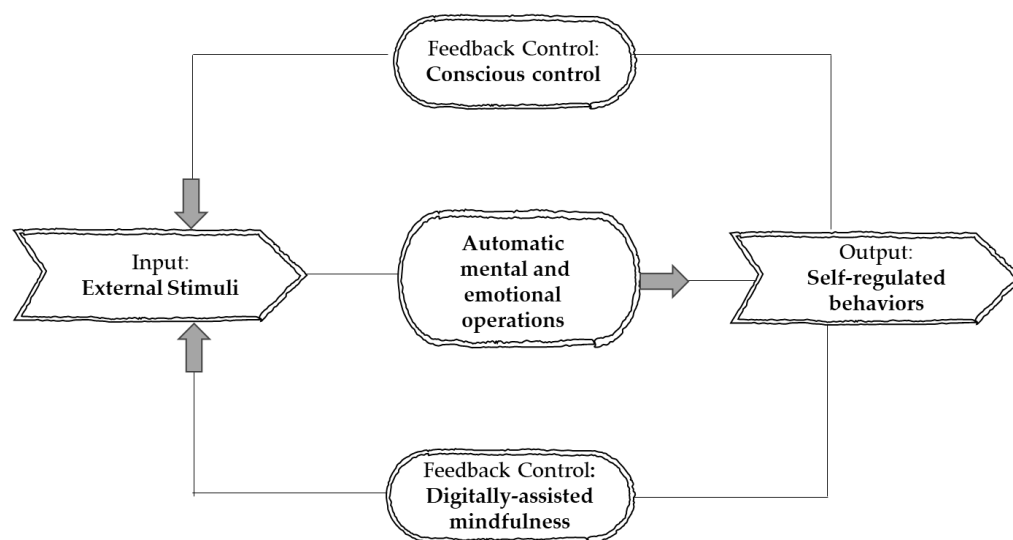 Feedback Control:
Conscious control
Input:
External Stimuli
Automatic
mental and
emotional
operations
Output:
Self-regulated
behaviors
Feedback Control:
Digitally-assisted
mindfulness